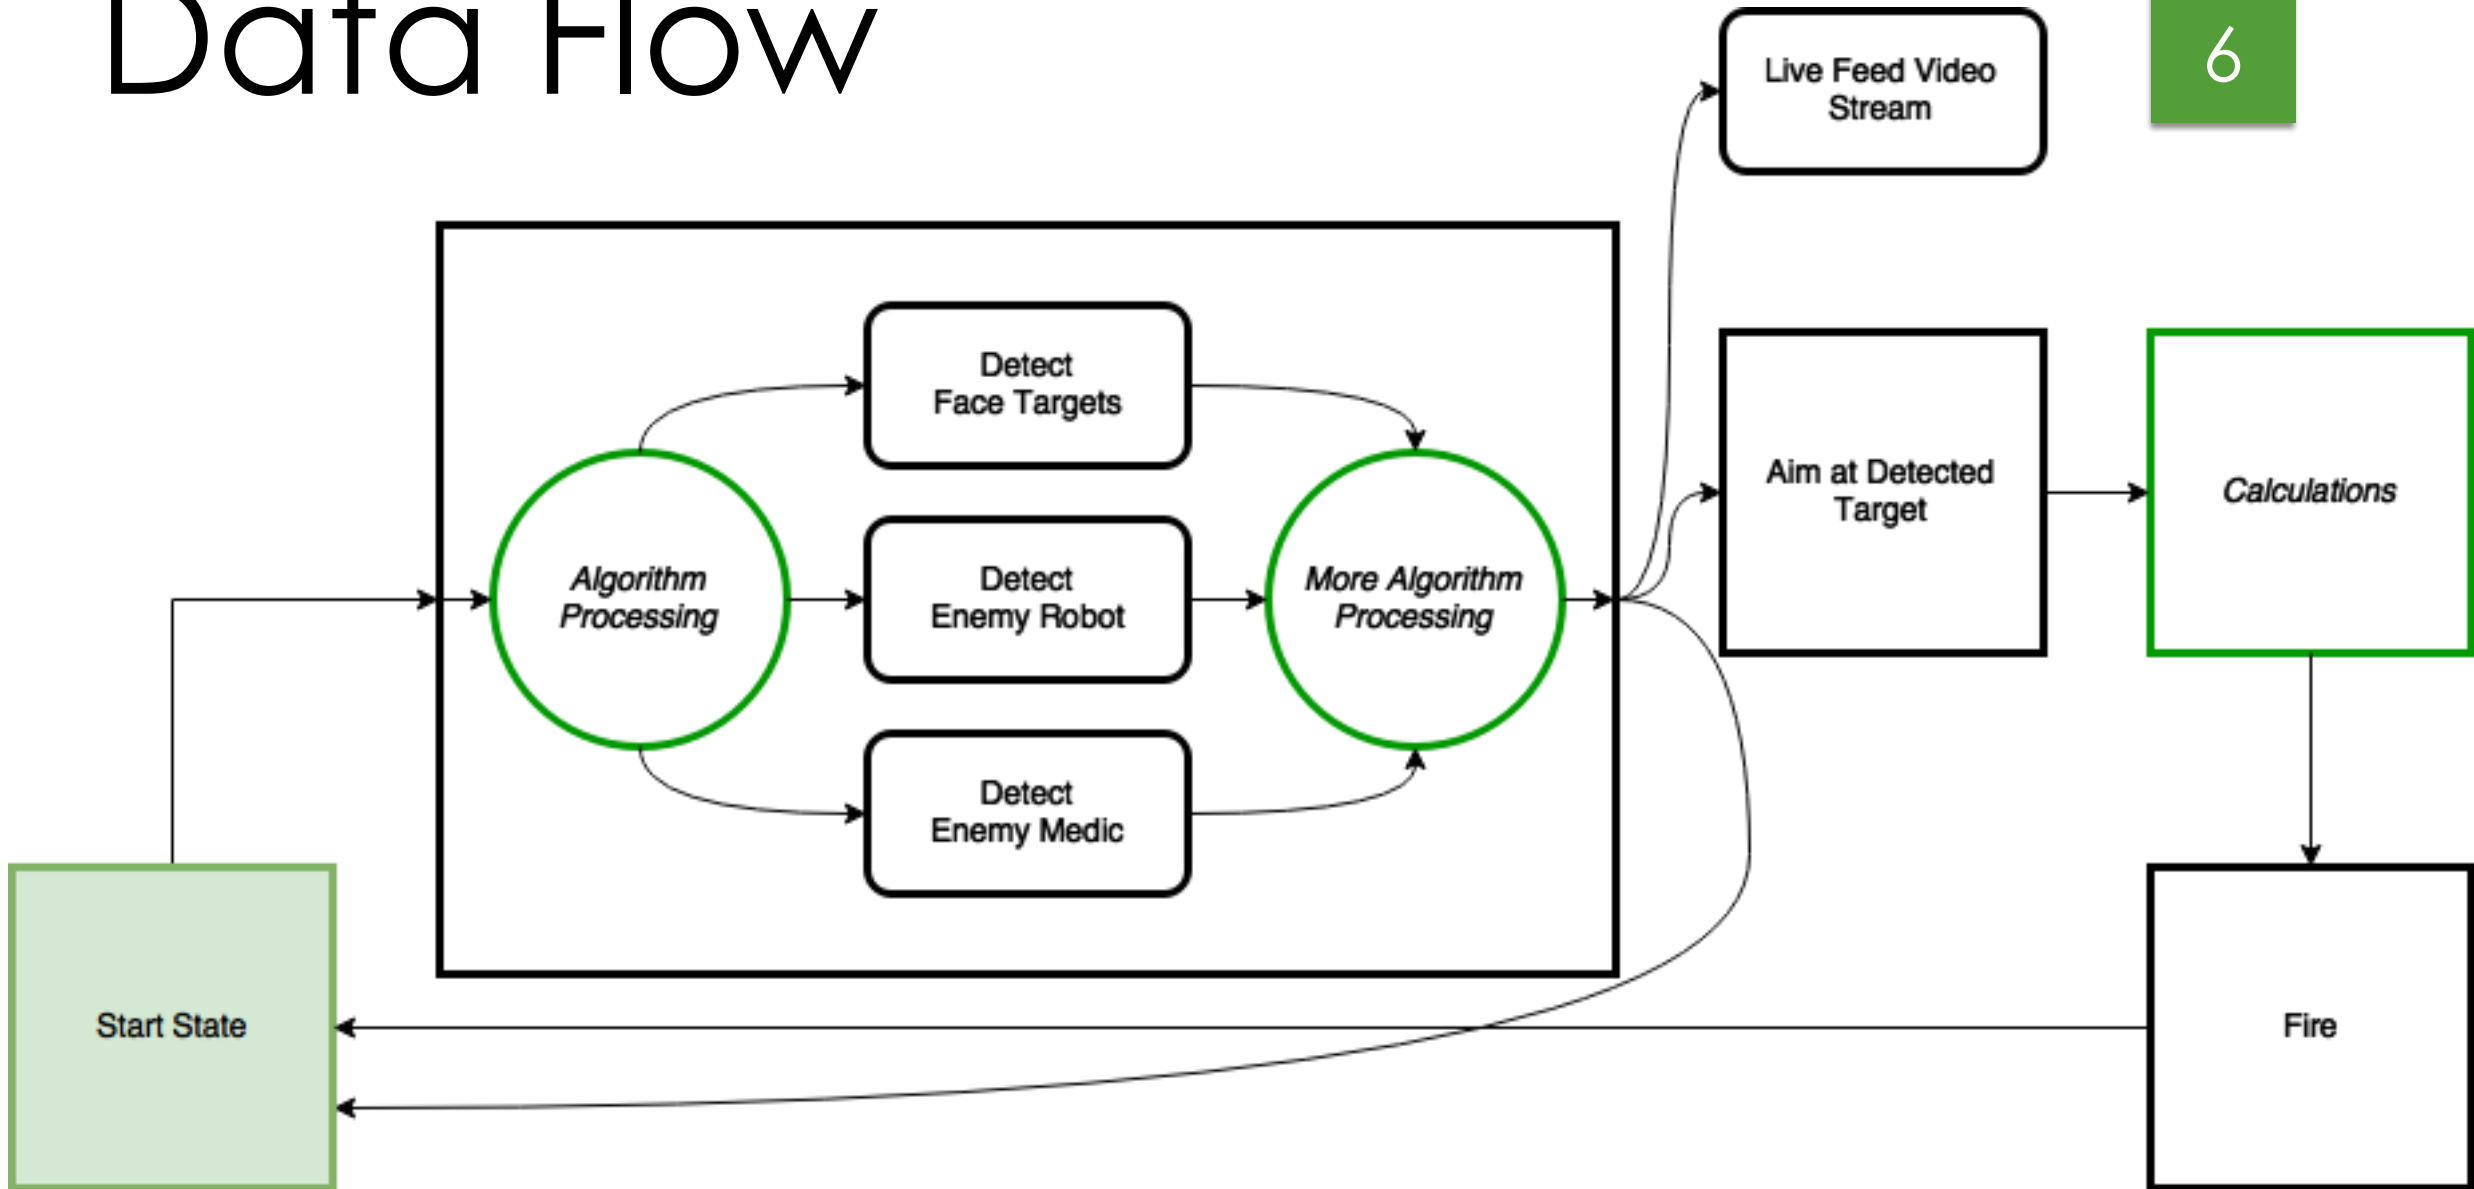 Data Flow
6
Live Feed Video
Stream
Detect
Face Targets
Aim at Detected
Target
Calculations
Algorithm
Processing
Detect
Enemy Robot
More Algorithm
Processing
Detect
Enemy Medic
Start State
Fire